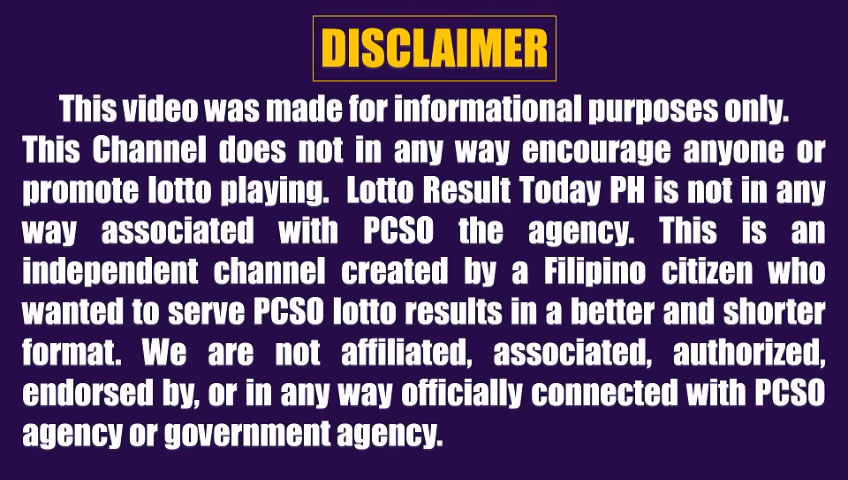 DISCLAIMER
This video was made for informational purposes only.
This Channel does not in any way encourage anyone or
promote lotto playing. Lotto Result Today PH is not in any
way associated with PCSO the agency. This is an
independent channel created by a Filipino citizen who
wanted to serve PCSO lotto results in a better and shorter
format. We are not affiliated, associated, authorized,
endorsed by, or in any way officially connected with PCSO
agency or government agency.